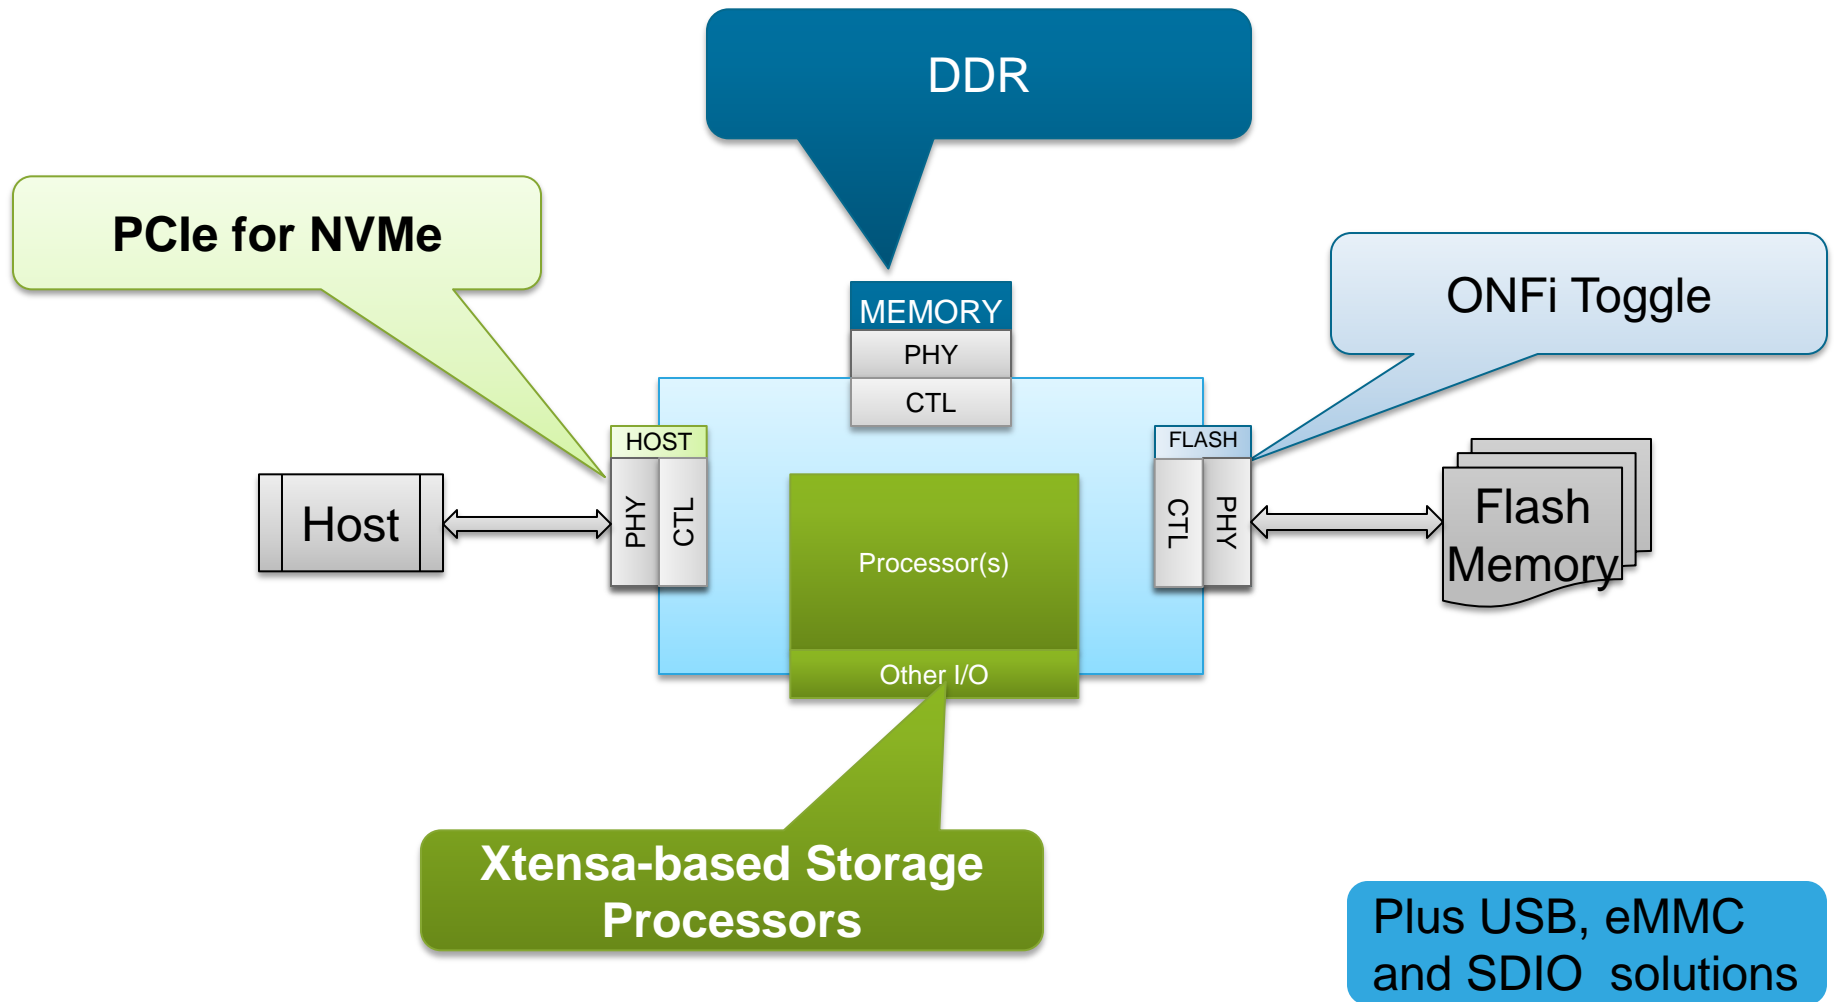 DDR
PCIe for NVMe
ONFi Toggle
MEMORY
PHY
CTL
HOST
PHY
CTL
FLASH
CTL
PHY
Host
Flash
Memory
Processor(s)
Other I/O
Xtensa-based Storage
Processors
Plus USB, eMMC
and SDIO solutions